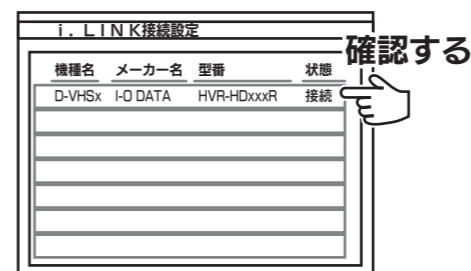 i．LINK接続設定
確認する
機種名 メーカー名 型番 状態
D-VHSx I-O DATA HVR-HDxxxR 接続